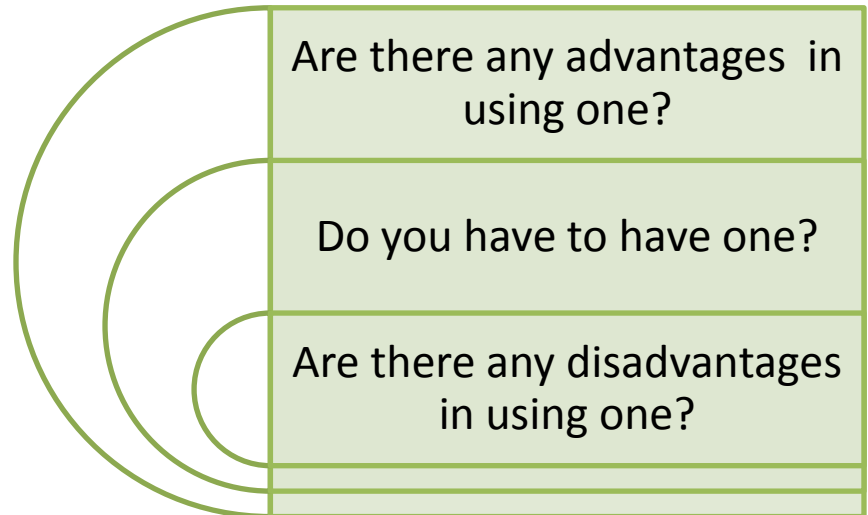 Are there any advantages  in
using one?
Do you have to have one?
Are there any disadvantages
in using one?